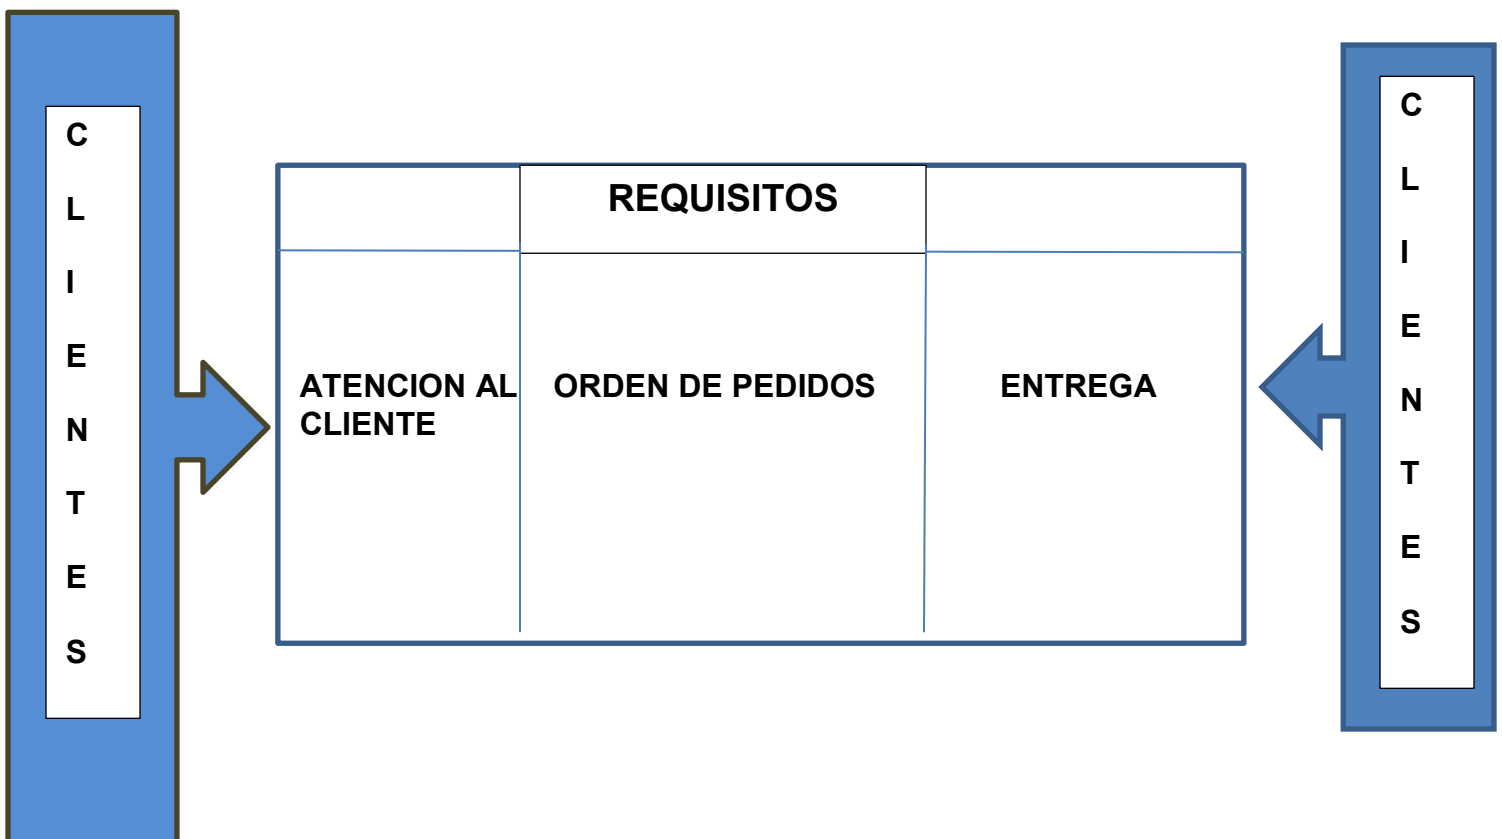 C
L
I
E
N
T
E
S
REQUISITOS
ATENCION AL
CLIENTE
ORDEN DE PEDIDOS
ENTREGA
C
L
I
E
N
T
E
S